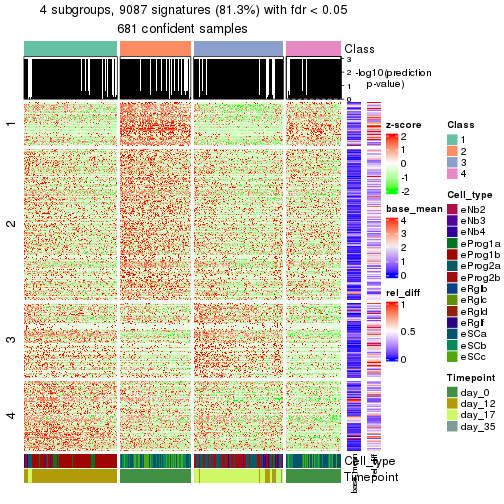 4 subgroups, 9087 signatures (81.3%) with fdr < 0.05
681 confident samples
Class
3
2
1
0
-log10(prediction
p-value)
1
2
3
4
Cell_type
Timepoint
z-score
2
1
0
-1
-2
base_mean
4
3
2
1
0
rel_diff
1
0.5
0
Class
1
2
3
4
Cell_type
eNb2
eNb3
eNb4
eProg1a
eProg1b
eProg2a
eProg2b
eRglb
eRglc
eRgld
eRglf
eSCa
eSCb
eSCc
Timepoint
day_0
day_12
day_17
day_35